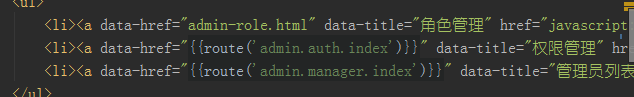 <ul>
<li><a data-href="admin-role.html" data-title="角色管理" href="javascript
<li><a data-href="{{route('admin.auth.index')}}" data-title="权限管理" hr
<li><a data-href="{{route('admin.manager.index')}}" data-title="管理员列表
</ul>